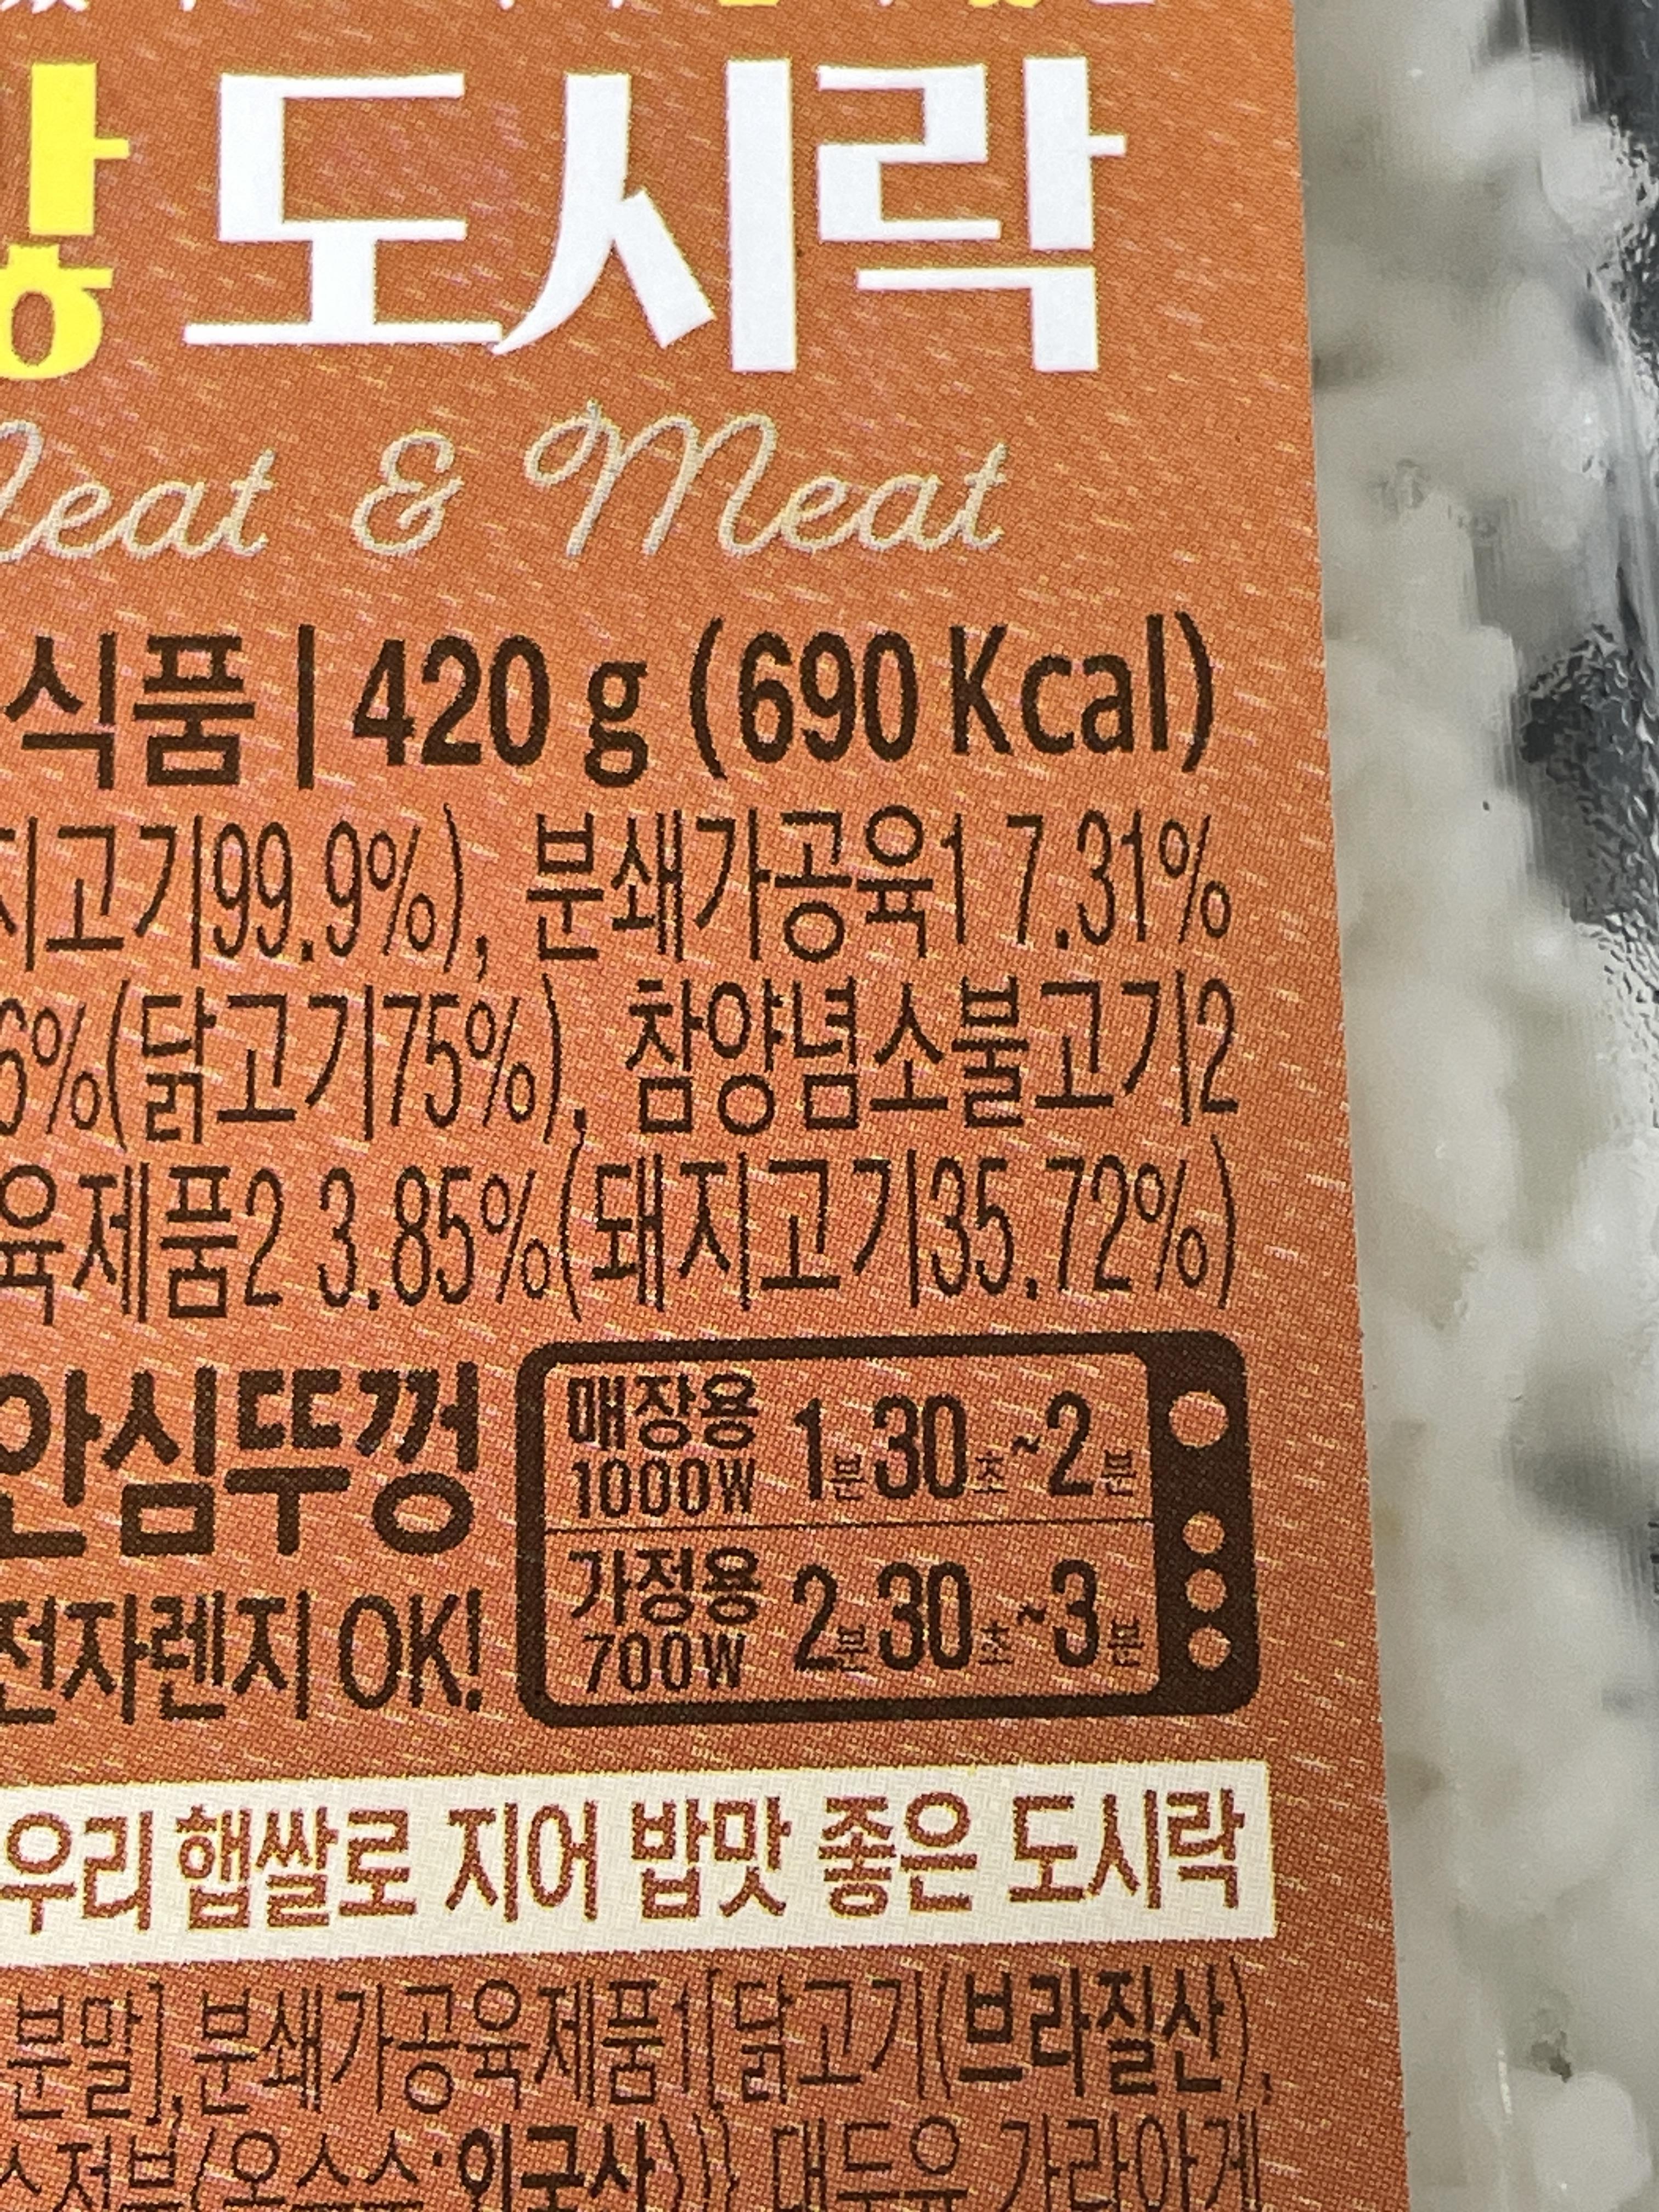 도시락
Meat & Meat
식품 | 420 g (690 Kcal)
지고기99.9%), 분쇄가공육1 7.31%
6%(닭고기75%), 참양념소불고기2
육제품2 3.85%(돼지고기35.72%)
안심뚜껑
전자렌지 OK!
매장용 1000W 1분30초~2분
가정용 700W 2분30초~3분
우리 햅쌀로 지어 밥맛 좋은 도시락
분말],분쇄가공육제품1[닭고기(브라질산),